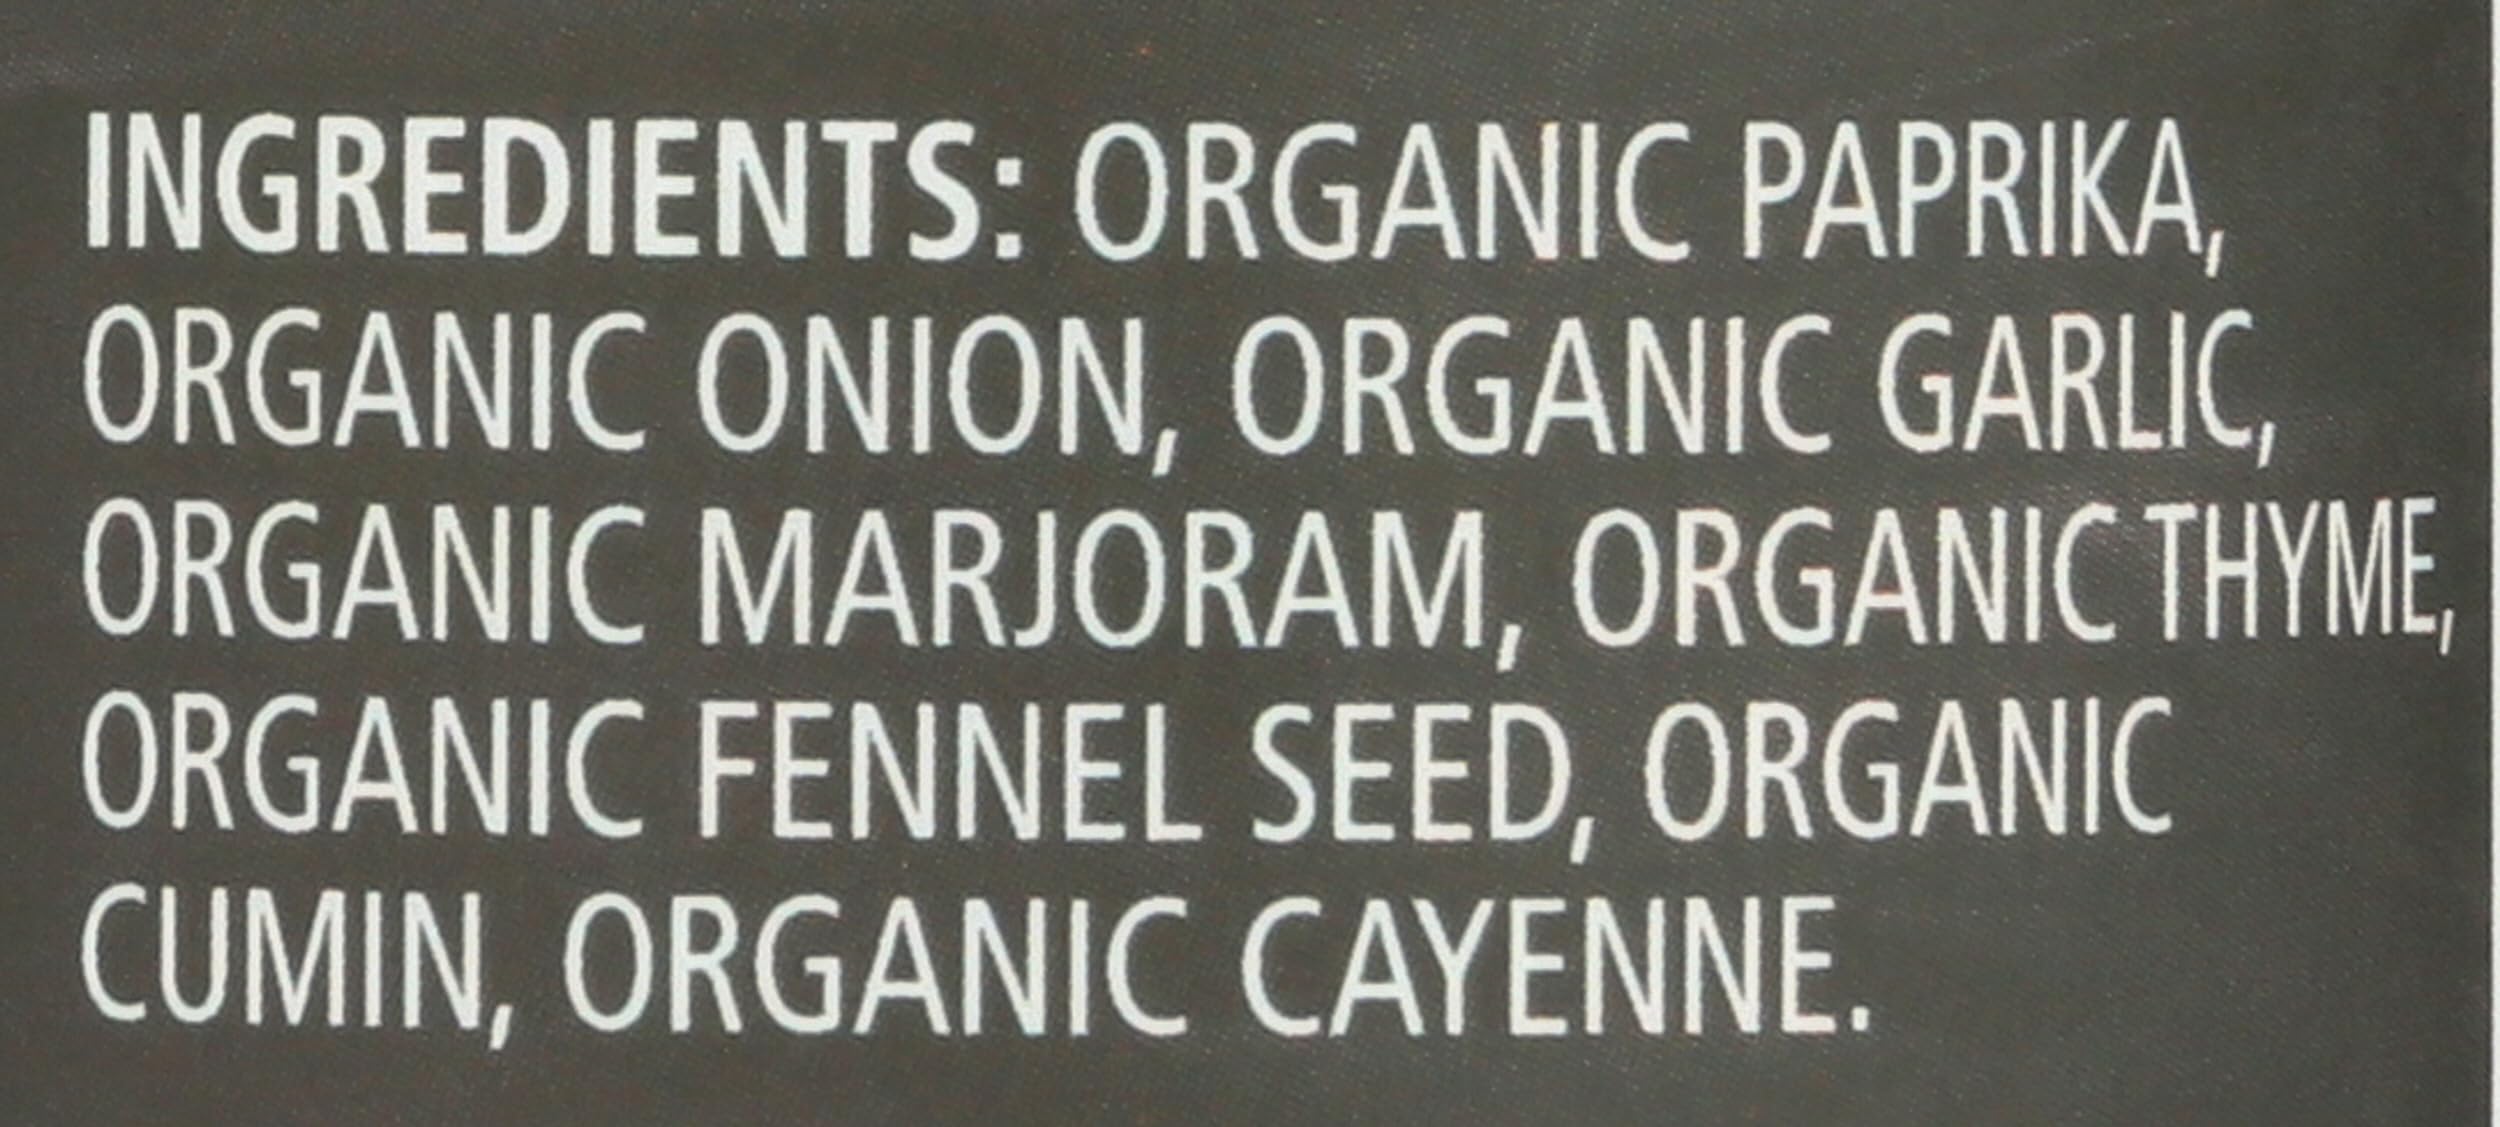 INGREDIENTS: ORGANIC PAPRIKA,
ORGANIC ONION, ORGANIC GARLIC,
ORGANIC MARJORAM, ORGANIC THYME,
ORGANIC FENNEL SEED, ORGANIC
CUMIN, ORGANIC CAYENNE.